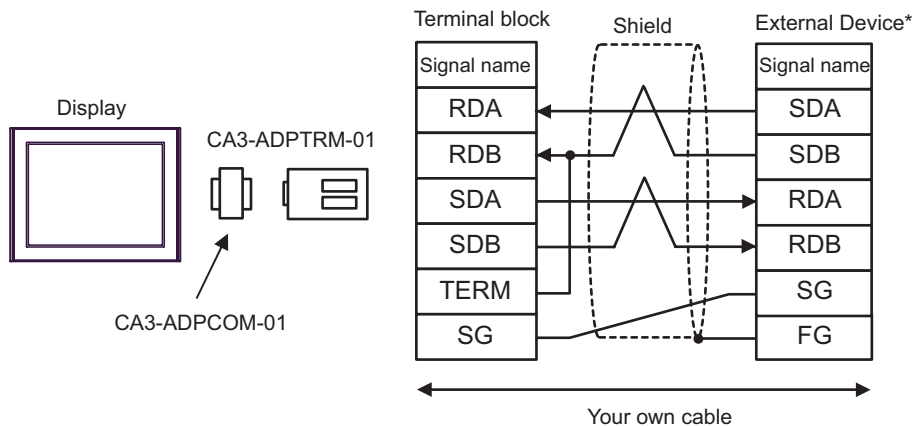 Terminal block
Shield
External Device*
Signal name
Signal name
Display
CA3-ADPTRM-01
CA3-ADPCOM-01
RDA
SDA
RDB
SDB
SDA
RDA
SDB
RDB
TERM
SG
SG
FG
Your own cable